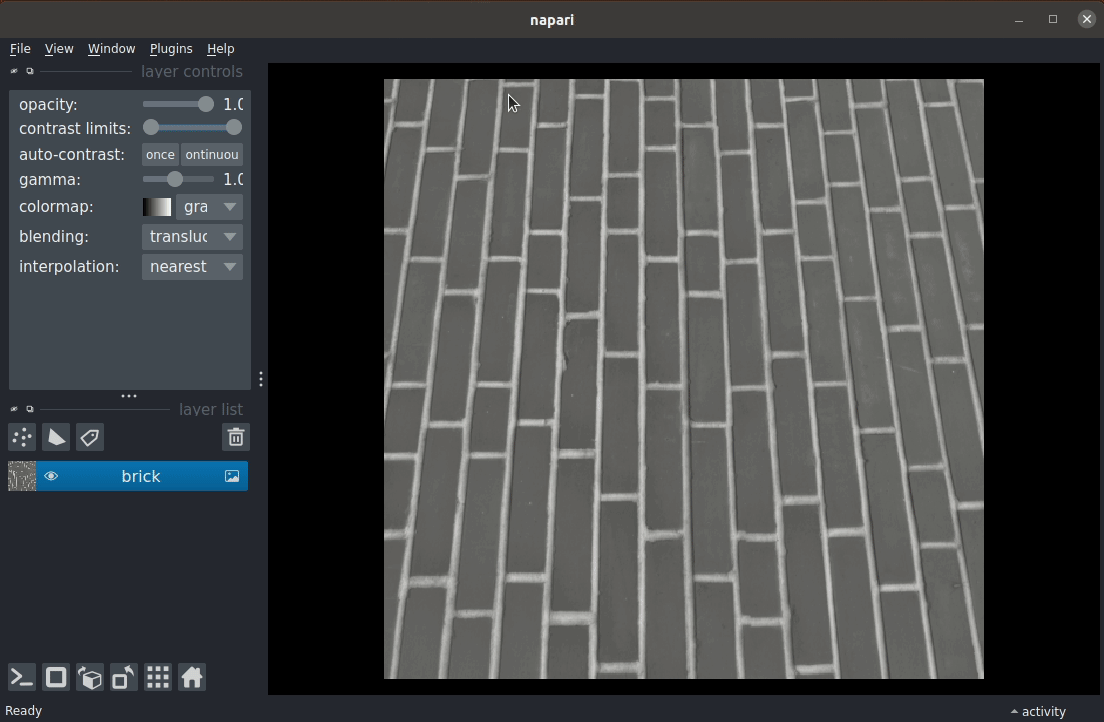 napari
File View Window Plugins Help
layer controls
opacity: 1.0
contrast limits:
auto-contrast: once ontinuou
gamma: 1.0
colormap: gra
blending: transluc
interpolation: nearest
layer list
brick
Ready
activity